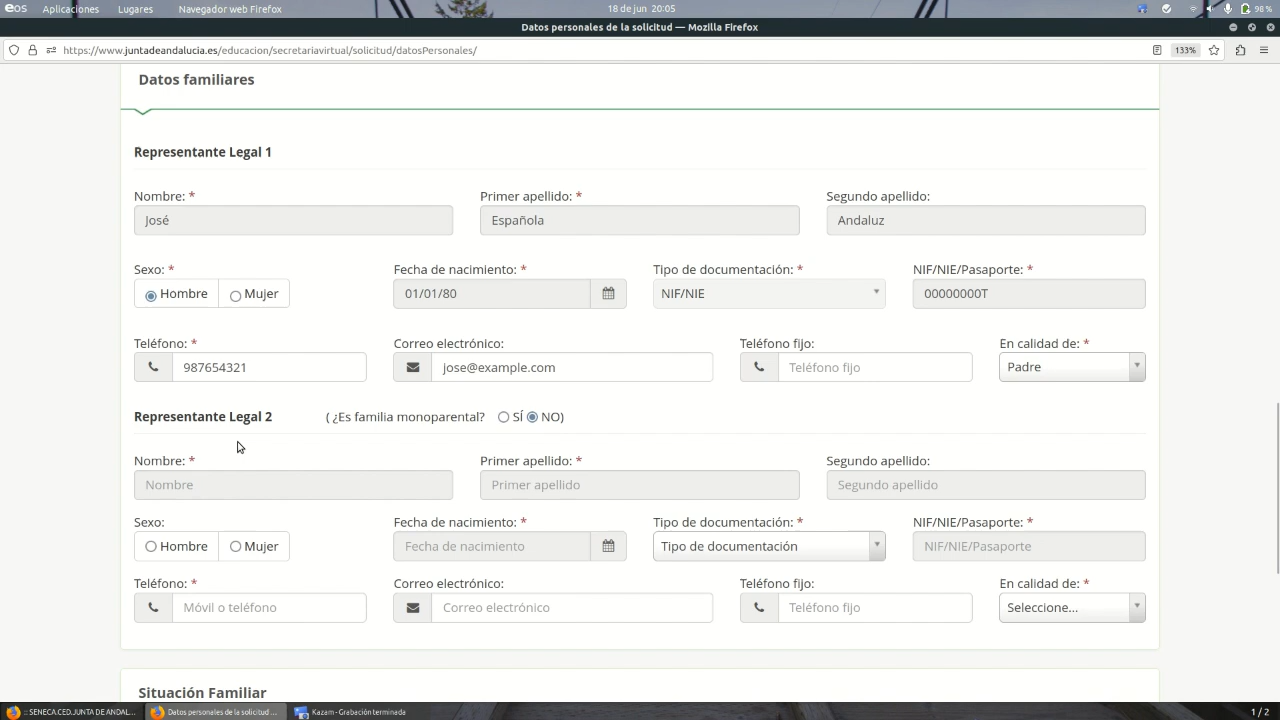 eos Aplicaciones Lugares Navegador web Firefox 18 de jun 20:05 98 %
Datos personales de la solicitud — Mozilla Firefox
https://www.juntadeandalucia.es/educacion/secretariavirtual/solicitud/datosPersonales/ 133%
Datos familiares
Representante Legal 1
Nombre: * Primer apellido: * Segundo apellido:
José Española Andaluz
Sexo: * Fecha de nacimiento: * Tipo de documentación: * NIF/NIE/Pasaporte: *
Hombre Mujer 01/01/80 NIF/NIE 00000000T
Teléfono: * Correo electrónico: Teléfono fijo: En calidad de: *
987654321 jose@example.com Teléfono fijo Padre
Representante Legal 2 ( ¿Es familia monoparental? SÍ NO)
Nombre: * Primer apellido: * Segundo apellido:
Nombre Primer apellido Segundo apellido
Sexo: Fecha de nacimiento: * Tipo de documentación: * NIF/NIE/Pasaporte: *
Hombre Mujer Fecha de nacimiento Tipo de documentación NIF/NIE/Pasaporte
Teléfono: * Correo electrónico: Teléfono fijo: En calidad de: *
Móvil o teléfono Correo electrónico Teléfono fijo Seleccione...
Situación Familiar
:: SENECA.CED.JUNTA DE ANDAL... Datos personales de la solicitud ... Kazam - Grabación terminada 1 / 2